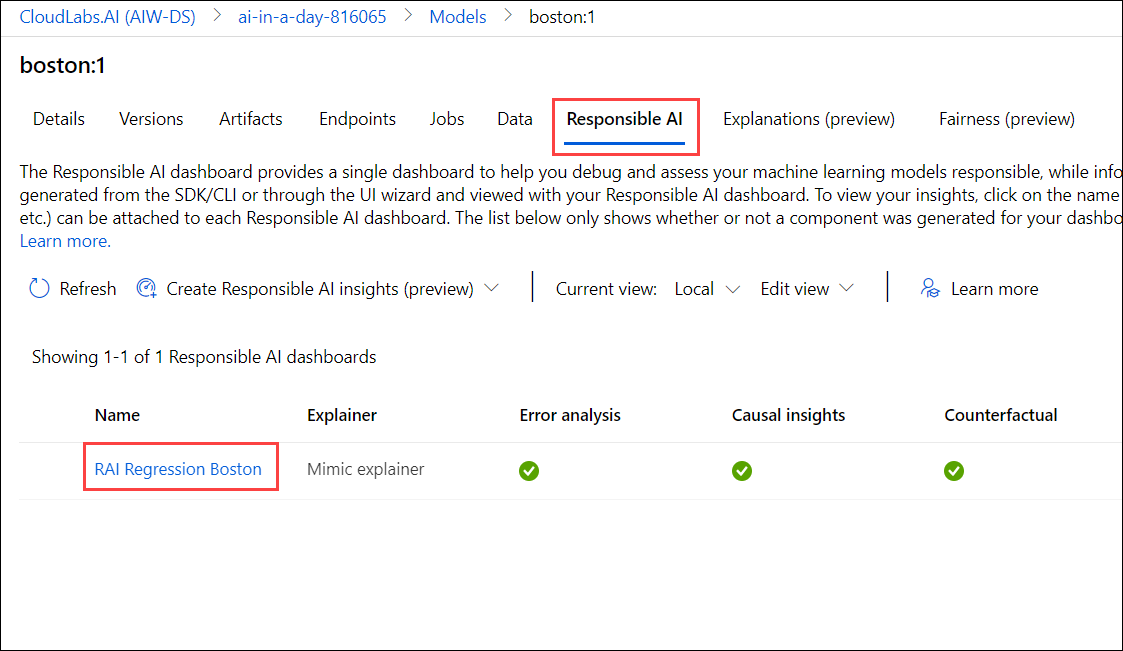 CloudLabs.AI (AIW-DS) > ai-in-a-day-816065 > Models > boston:1
boston:1
Details Versions Artifacts Endpoints Jobs Data Responsible AI Explanations (preview) Fairness (preview)
The Responsible AI dashboard provides a single dashboard to help you debug and assess your machine learning models responsible, while info
generated from the SDK/CLI or through the UI wizard and viewed with your Responsible AI dashboard. To view your insights, click on the name
etc.) can be attached to each Responsible AI dashboard. The list below only shows whether or not a component was generated for your dashbo
Learn more.
Refresh Create Responsible AI insights (preview) Current view: Local Edit view Learn more
Showing 1-1 of 1 Responsible AI dashboards
Name Explainer Error analysis Causal insights Counterfactual
RAI Regression Boston Mimic explainer